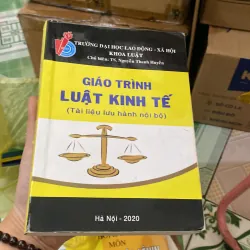 TRƯỜNG ĐẠI HỌC LAO ĐỘNG - XÃ HỘI
KHOA LUẬT
Chủ biên: TS. Nguyễn Thanh Huyền
GIÁO TRÌNH
LUẬT KINH TẾ
(Tài liệu lưu hành nội bộ)
Hà Nội - 2020
MÔN